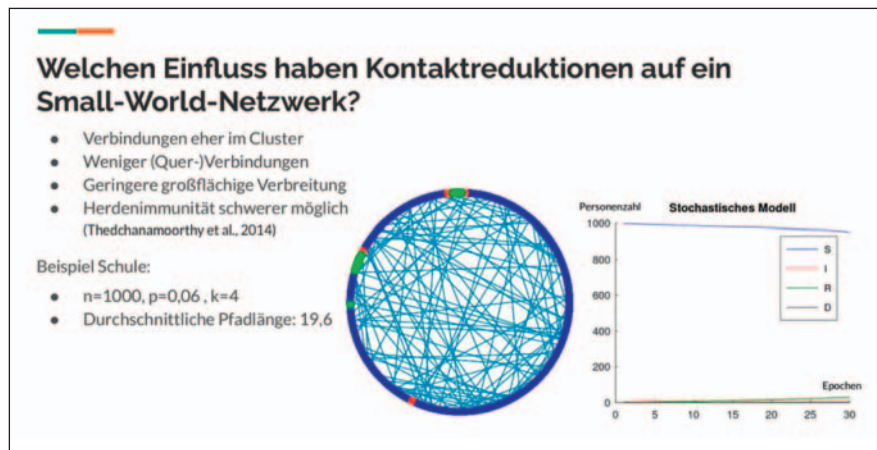 Welchen Einfluss haben Kontaktreduktionen auf ein
Small-World-Netzwerk?
● Verbindungen eher im Cluster
● Weniger (Quer-)Verbindungen
● Geringere großflächige Verbreitung
● Herdenimmunität schwerer möglich
(Thedchanamoorthy et al., 2014)
Beispiel Schule:
● n=1000, p=0,06 , k=4
● Durchschnittliche Pfadlänge: 19,6
Personenzahl
Stochastisches Modell
1000
800
600
400
200
0
S
I
R
D
Epochen
0 5 10 15 20 25 30